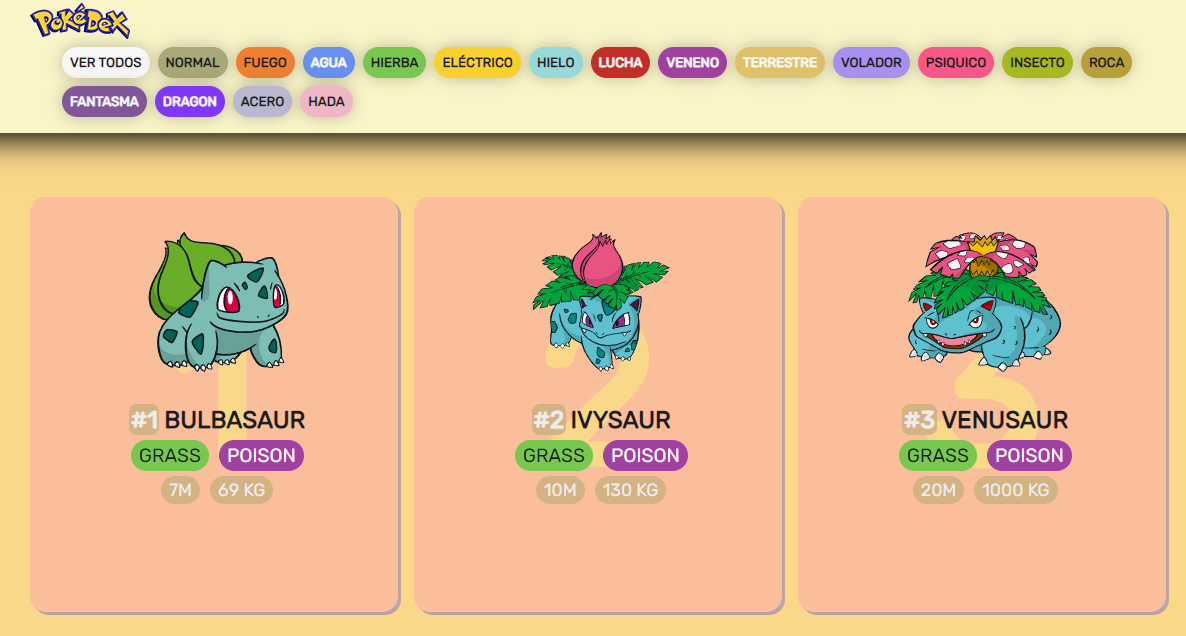 POKéDEX
VER TODOS NORMAL FUEGO AGUA HIERBA ELÉCTRICO HIELO LUCHA VENENO TERRESTRE VOLADOR PSIQUICO INSECTO ROCA
FANTASMA DRAGON ACERO HADA
1
#1 BULBASAUR
GRASS POISON
7M 69 KG
2
#2 IVYSAUR
GRASS POISON
10M 130 KG
3
#3 VENUSAUR
GRASS POISON
20M 1000 KG